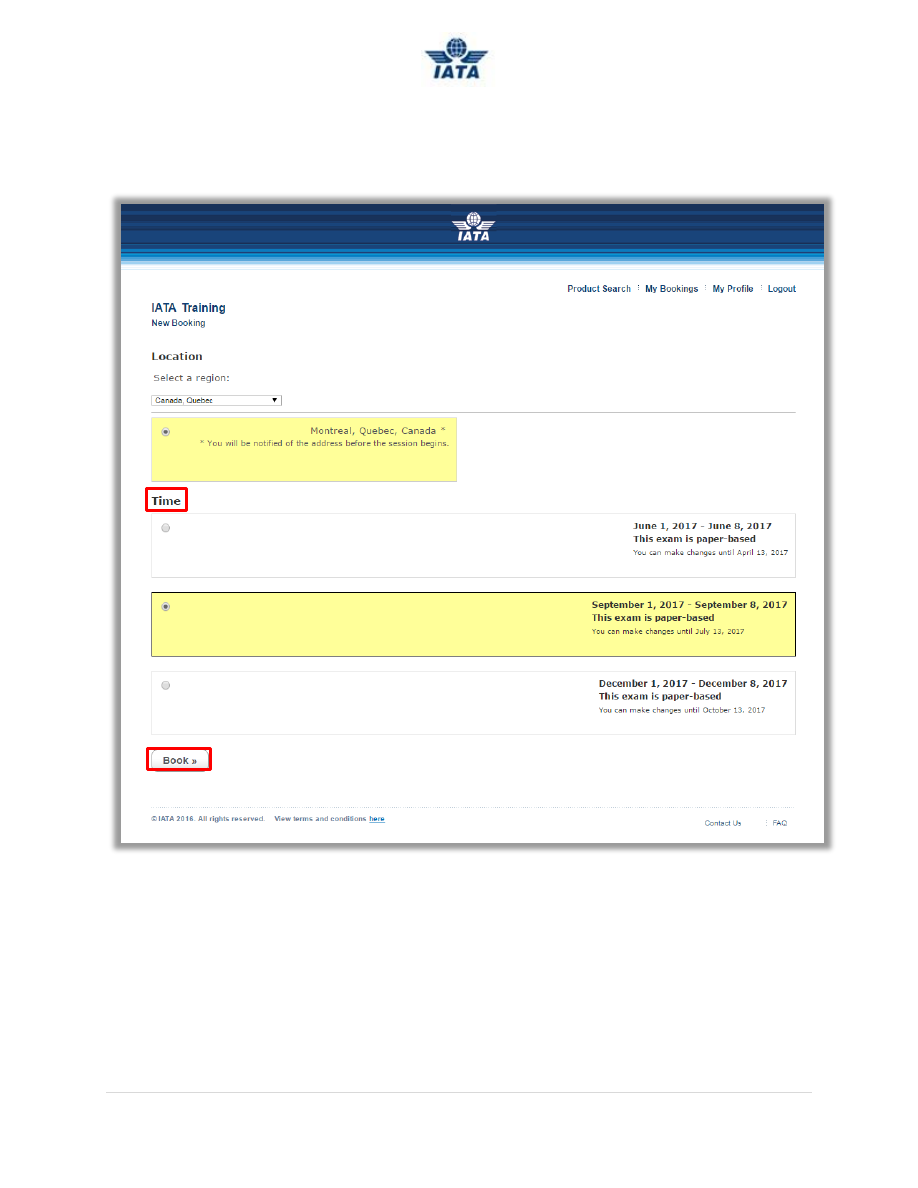 IATA
IATA
Product Search
My Bookings
My Profile
Logout
IATA Training
New Booking
Location
Select a region:
Canada, Quebec
Montreal, Quebec, Canada *
* You will be notified of the address before the session begins.
Time
June 1, 2017 - June 8, 2017
This exam is paper-based
You can make changes until April 13, 2017
September 1, 2017 - September 8, 2017
This exam is paper-based
You can make changes until July 13, 2017
December 1, 2017 - December 8, 2017
This exam is paper-based
You can make changes until October 13, 2017
Book »
© IATA 2016. All rights reserved. View terms and conditions here
Contact Us
FAQ